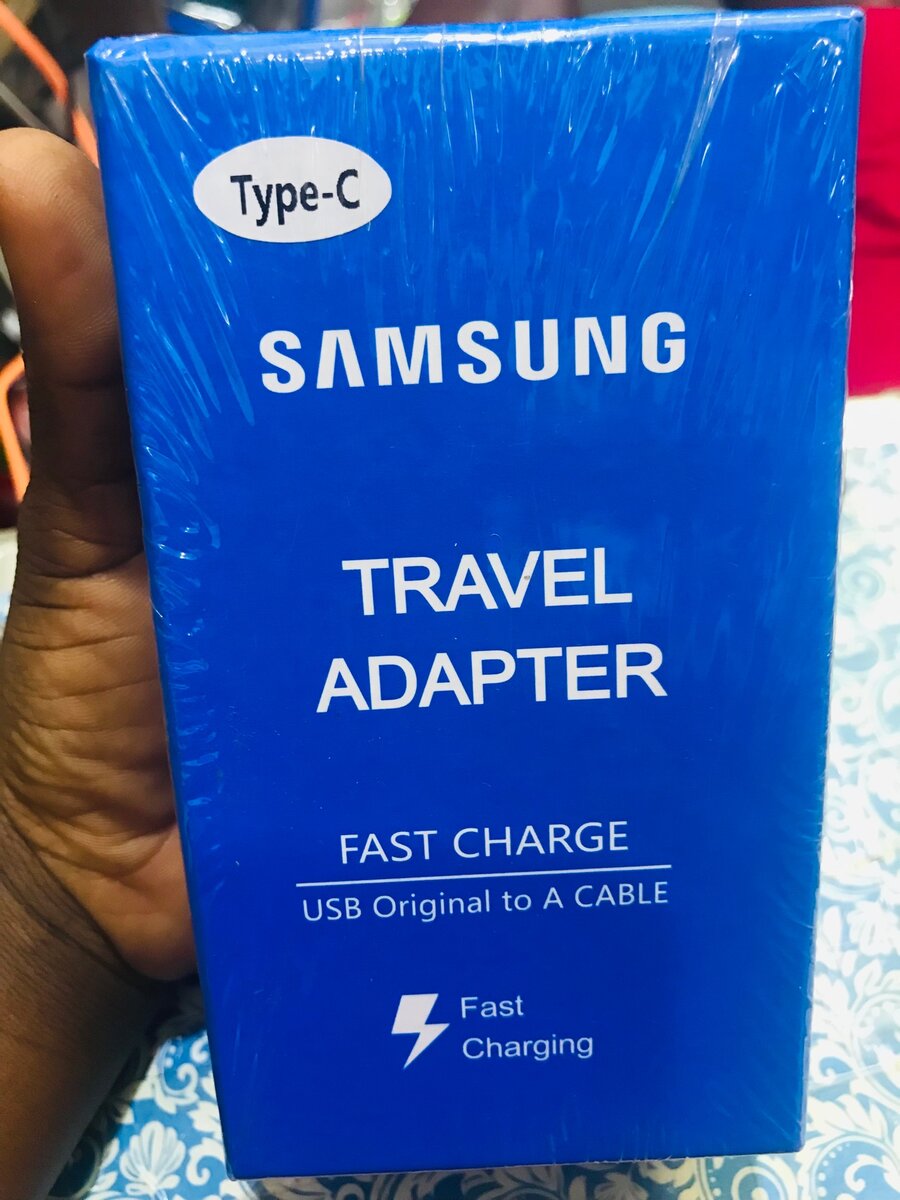 Type-C
SAMSUNG
TRAVEL
ADAPTER
FAST CHARGE
USB Original to A CABLE
Fast
Charging